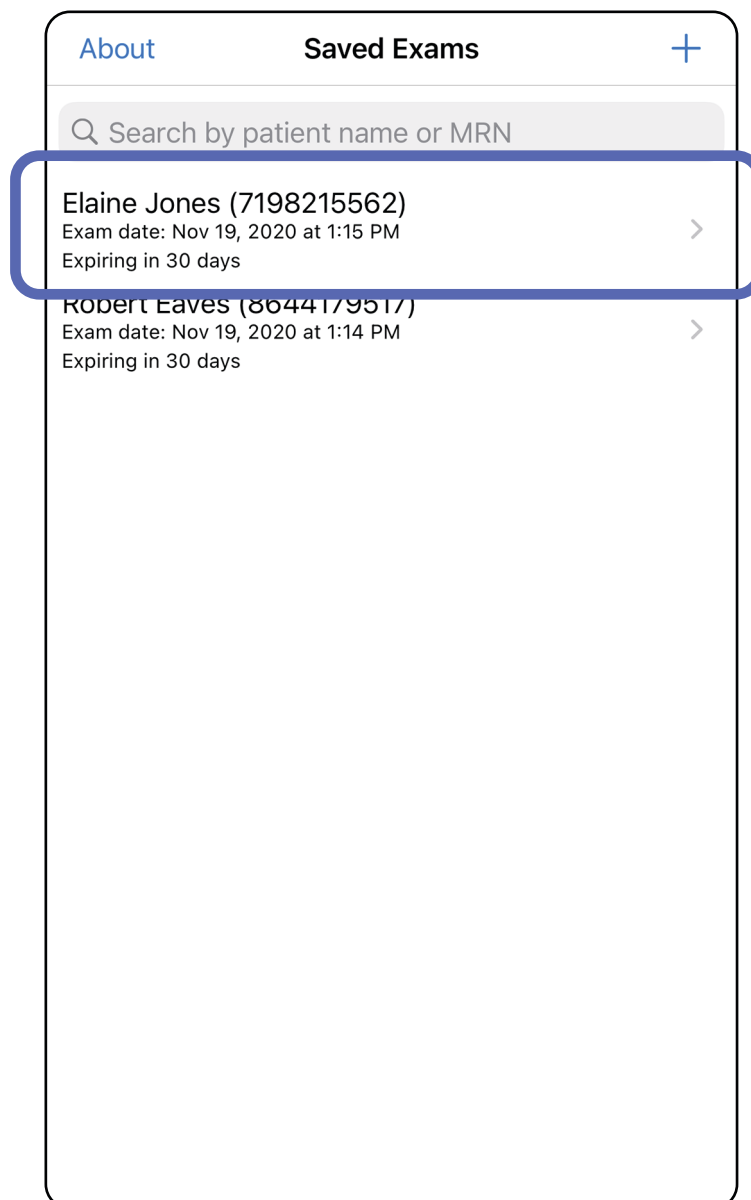 About
Saved Exams
+
Search by patient name or MRN
Elaine Jones (7198215562)
Exam date: Nov 19, 2020 at 1:15 PM
Expiring in 30 days
Robert Eaves (8644179517)
Exam date: Nov 19, 2020 at 1:14 PM
Expiring in 30 days